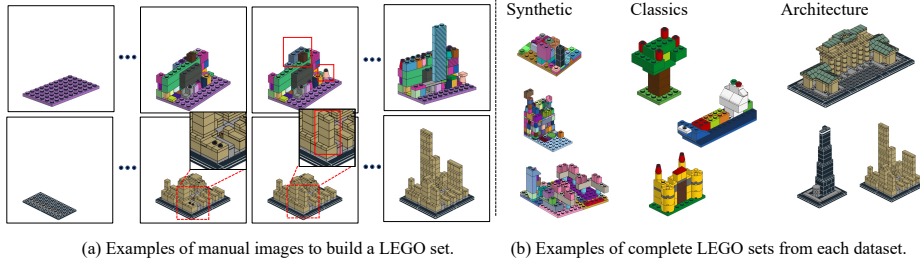 Synthetic
Classics
Architecture
(a) Examples of manual images to build a LEGO set.
(b) Examples of complete LEGO sets from each dataset.